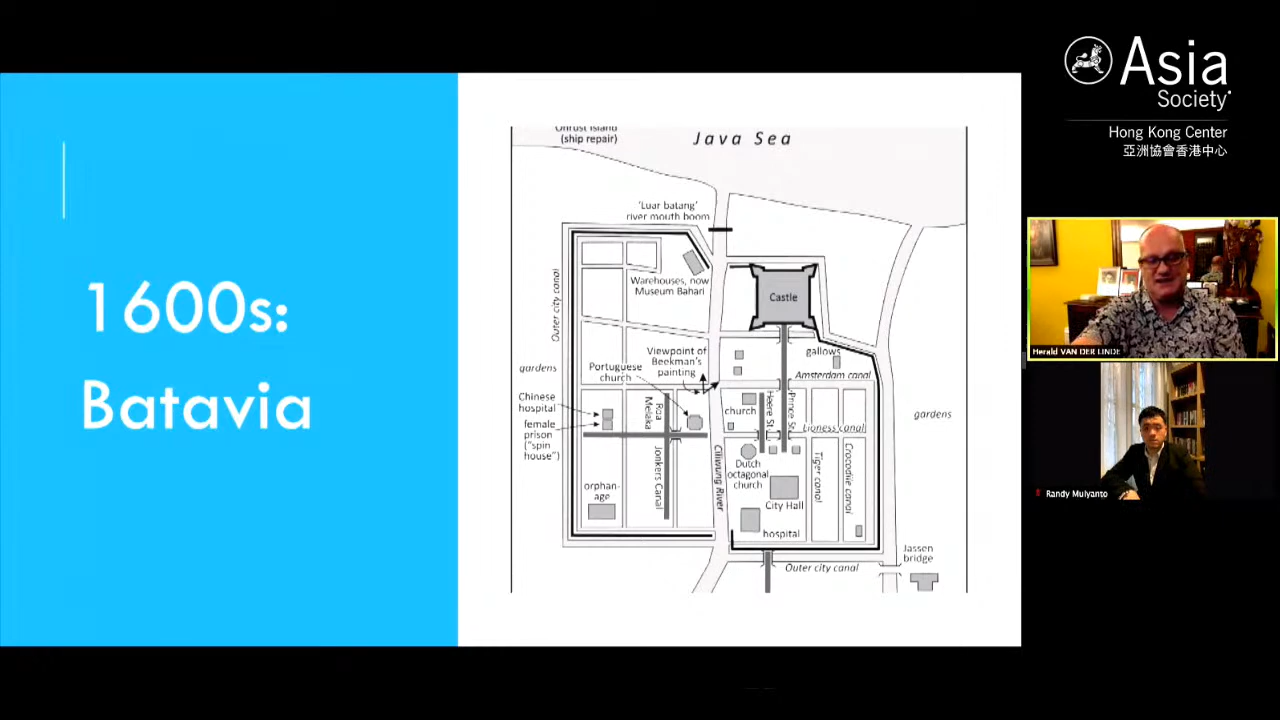 1600s:
Batavia
Onrust Island
(ship repair)
Java Sea
'Luar batang'
river mouth boom
Outer city canal
Warehouses, now
Museum Bahari
Castle
Viewpoint of
Beekman's
painting
gallows
Amsterdam canal
gardens
Portuguese
church
Chinese
hospital
female
prison
("spin
house")
Roa
Melaka
church
Heere St.
Prince St.
Lioness canal
gardens
Jonkers Canal
Ciliwung River
Dutch
octagonal
church
Tiger canal
Crocodile canal
orphan-
age
City Hall
hospital
Outer city canal
Jassen
bridge
Asia
Society
Hong Kong Center
亞洲協會香港中心
Herald VAN DER LINDE
Randy Mulyanto